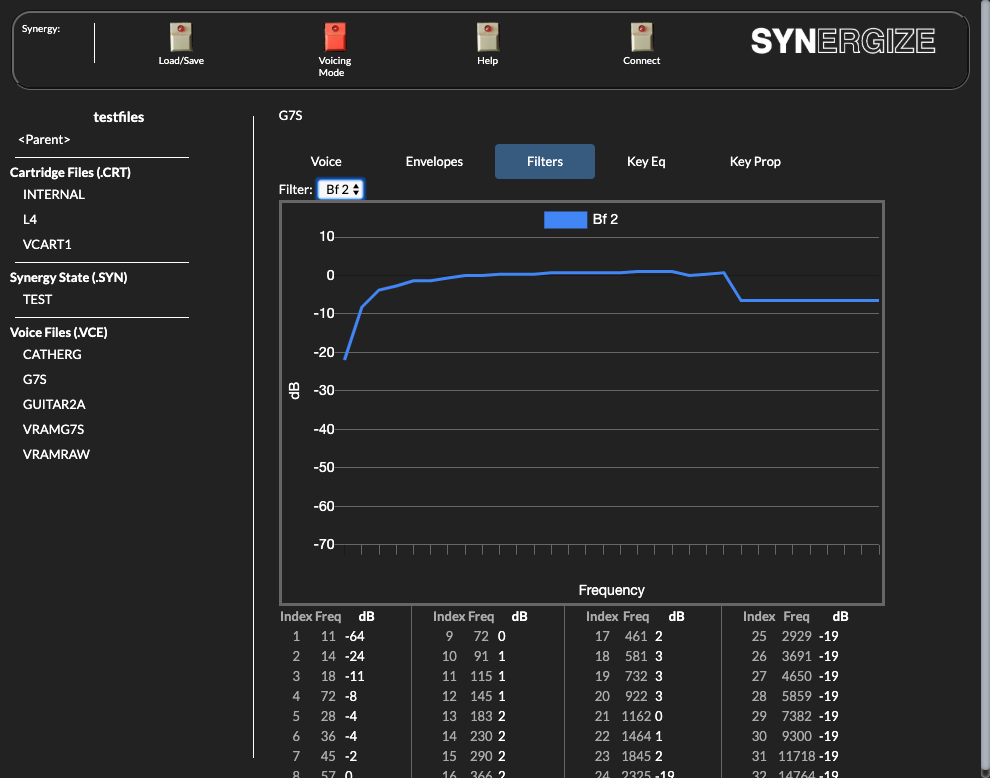 Synergy:
Load/Save
Voicing
Mode
Help
Connect
SYNERGIZE
testfiles
<Parent>
Cartridge Files (.CRT)
INTERNAL
L4
VCART1
Synergy State (.SYN)
TEST
Voice Files (.VCE)
CATHERG
G7S
GUITAR2A
VRAMG7S
VRAMRAW
G7S
Voice Envelopes Filters Key Eq Key Prop
Filter: Bf 2
Bf 2
10
0
-10
-20
-30
-40
-50
-60
-70
dB
Frequency
Index Freq dB Index Freq dB Index Freq dB Index Freq dB
1 11 -64 9 72 0 17 461 2 25 2929 -19
2 14 -24 10 91 1 18 581 3 26 3691 -19
3 18 -11 11 115 1 19 732 3 27 4650 -19
4 72 -8 12 145 1 20 922 3 28 5859 -19
5 28 -4 13 183 2 21 1162 0 29 7382 -19
6 36 -4 14 230 2 22 1464 1 30 9300 -19
7 45 -2 15 290 2 23 1845 2 31 11718 -19
8 57 0 16 366 2 24 2325 -19 32 14764 -19